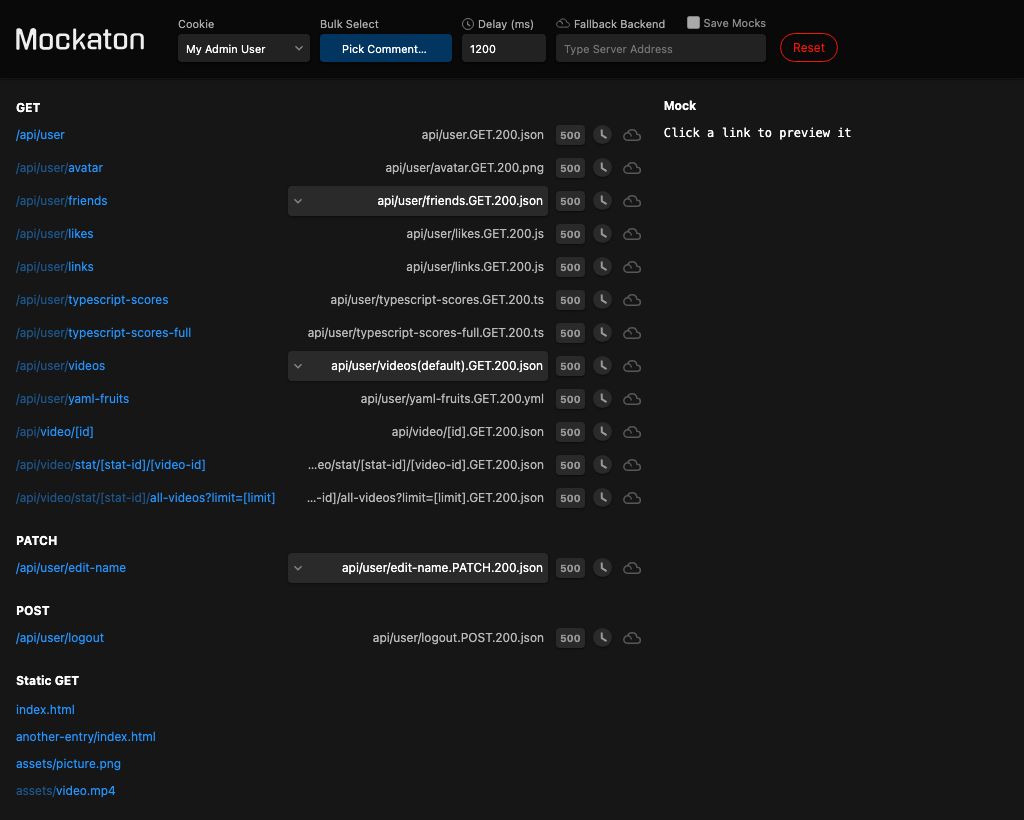 Mockaton
Cookie
My Admin User
Bulk Select
Pick Comment…
Delay (ms)
1200
Fallback Backend
Save Mocks
Type Server Address
Reset
GET
/api/user api/user.GET.200.json 500
/api/user/avatar api/user/avatar.GET.200.png 500
/api/user/friends api/user/friends.GET.200.json 500
/api/user/likes api/user/likes.GET.200.js 500
/api/user/links api/user/links.GET.200.js 500
/api/user/typescript-scores api/user/typescript-scores.GET.200.ts 500
/api/user/typescript-scores-full api/user/typescript-scores-full.GET.200.ts 500
/api/user/videos api/user/videos(default).GET.200.json 500
/api/user/yaml-fruits api/user/yaml-fruits.GET.200.yml 500
/api/video/[id] api/video/[id].GET.200.json 500
/api/video/stat/[stat-id]/[video-id] …eo/stat/[stat-id]/[video-id].GET.200.json 500
/api/video/stat/[stat-id]/all-videos?limit=[limit] …-id]/all-videos?limit=[limit].GET.200.json 500
PATCH
/api/user/edit-name api/user/edit-name.PATCH.200.json 500
POST
/api/user/logout api/user/logout.POST.200.json 500
Static GET
index.html
another-entry/index.html
assets/picture.png
assets/video.mp4
Mock
Click a link to preview it